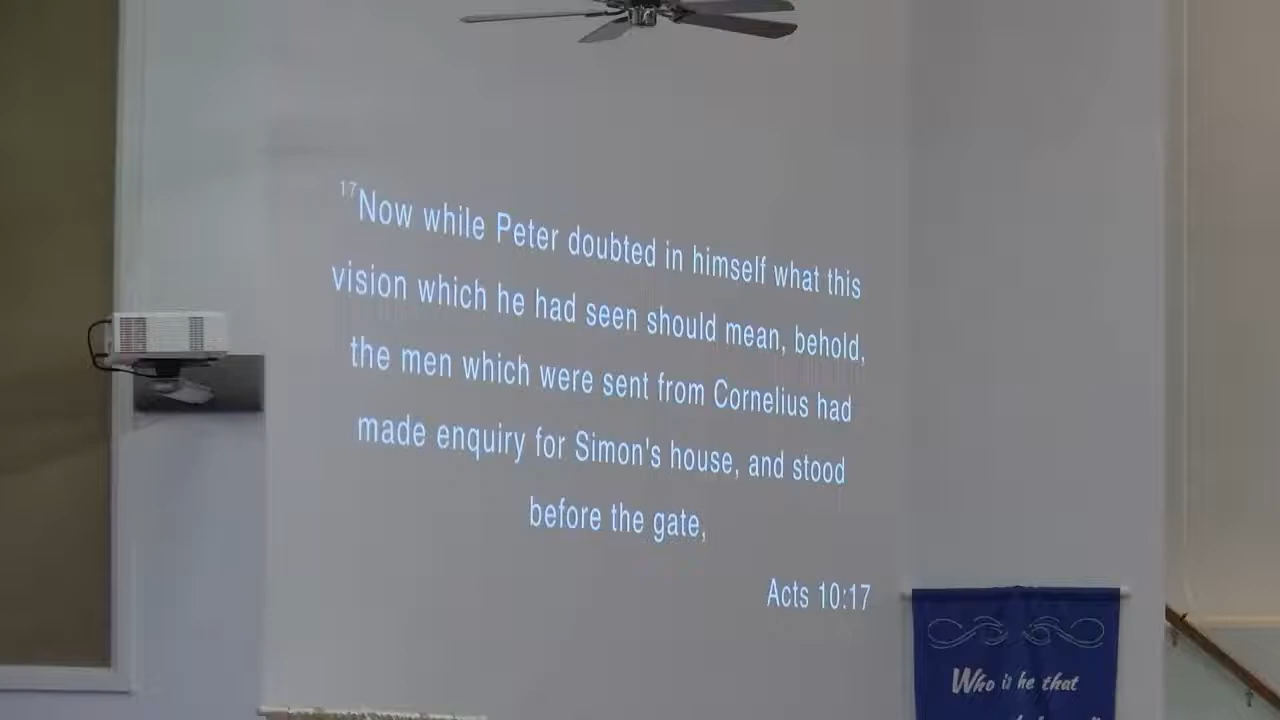 17Now while Peter doubted in himself what this
vision which he had seen should mean, behold,
the men which were sent from Cornelius had
made enquiry for Simon's house, and stood
before the gate,
Acts 10:17
Who is he that